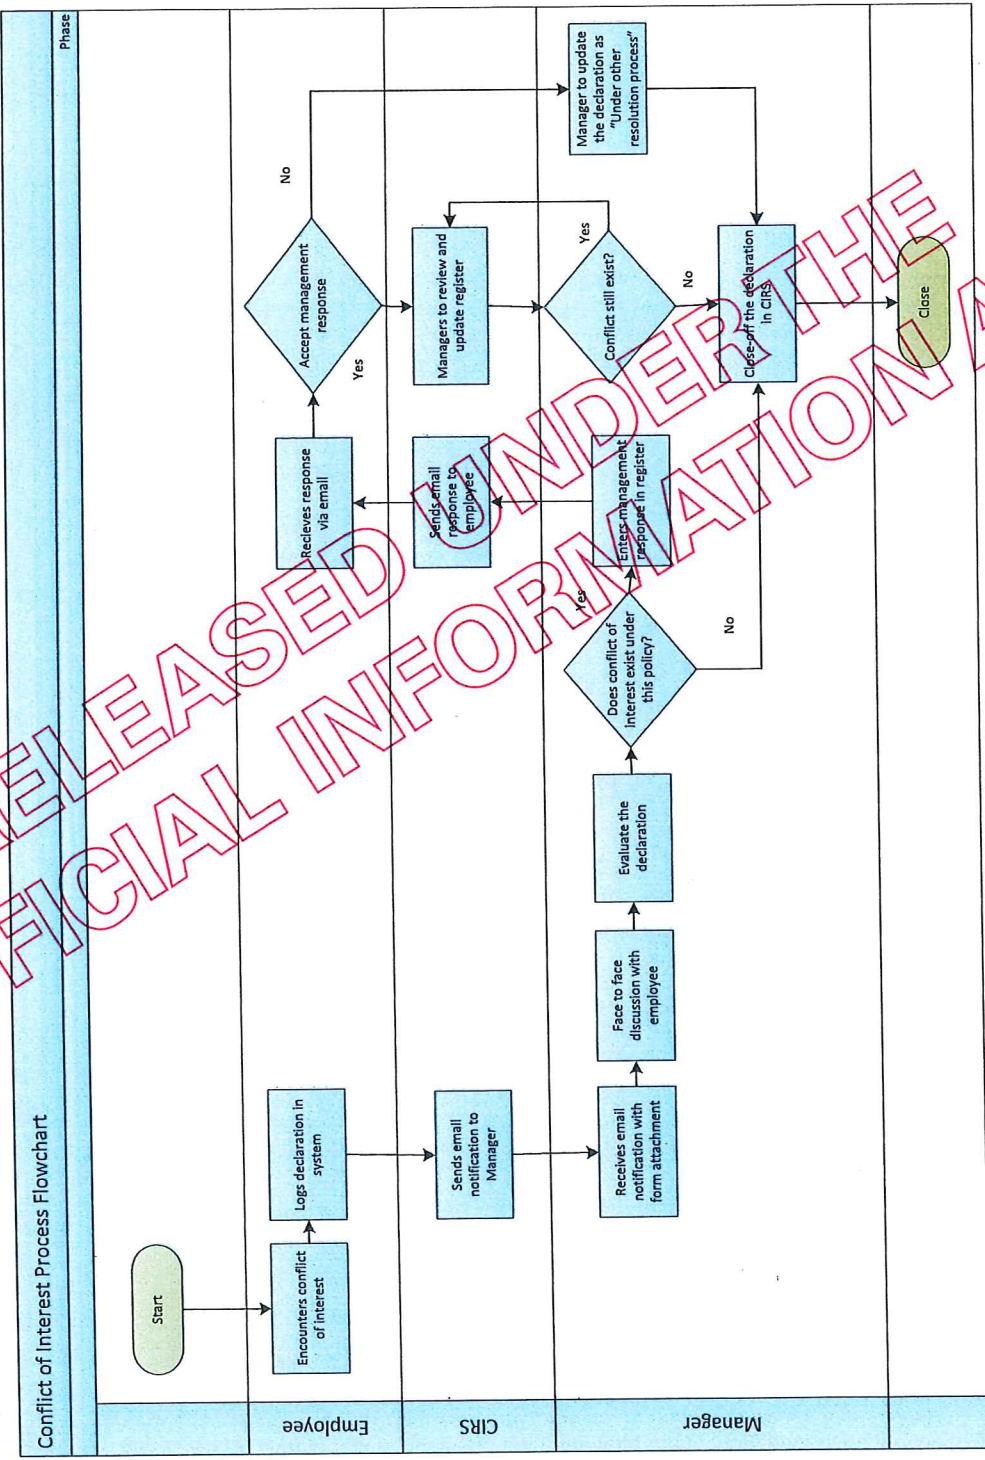 Conflict of Interest Process Flowchart
Phase
Employee
CIRS
Manager
Start
Encounters conflict
of interest
Logs declaration in
system
Sends email
notification to
Manager
Receives email
notification with
form attachment
Face to face
discussion with
employee
Evaluate the
declaration
Does conflict of
interest exist under
this policy?
Yes
No
Enters management
response in register
Sends email
response to
employee
Recieves response
via email
Accept management
response
Yes
No
Managers to review and
update register
Conflict still exist?
Yes
No
Manager to update
the declaration as
"Under other
resolution process"
Close-off the declaration
in CIRS
Close
RELEASED UNDER THE
FICIAL INFORMATION A